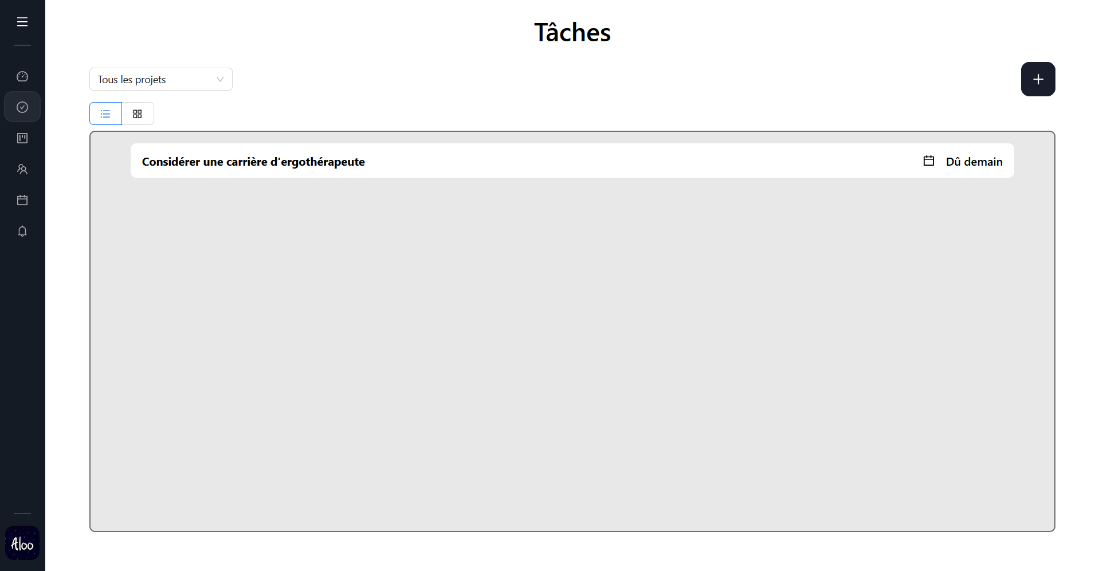 Tâches
Tous les projets
Considérer une carrière d'ergothérapeute
Dû demain
Aloo